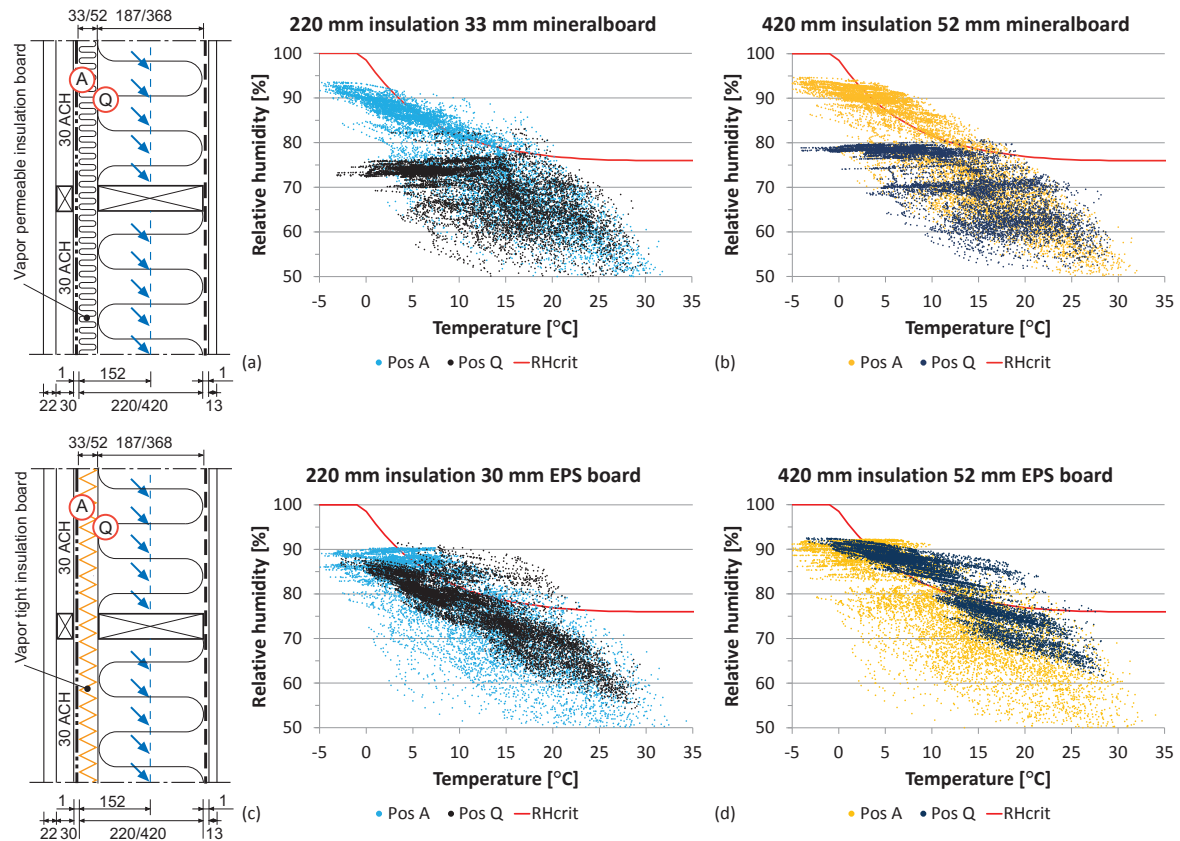 33/52 187/368
A
Q
30 ACH
30 ACH
Vapor permeable insulation board
1 152 1
22 30 220/420 13
(a)
220 mm insulation 33 mm mineralboard
Relative humidity [%]
100
90
80
70
60
50
-5 0 5 10 15 20 25 30 35
Temperature [°C]
Pos A Pos Q RHcrit
(b)
420 mm insulation 52 mm mineralboard
Relative humidity [%]
100
90
80
70
60
50
-5 0 5 10 15 20 25 30 35
Temperature [°C]
Pos A Pos Q RHcrit
33/52 187/368
A
Q
30 ACH
30 ACH
Vapor tight insulation board
1 152 1
22 30 220/420 13
(c)
220 mm insulation 30 mm EPS board
Relative humidity [%]
100
90
80
70
60
50
-5 0 5 10 15 20 25 30 35
Temperature [°C]
Pos A Pos Q RHcrit
(d)
420 mm insulation 52 mm EPS board
Relative humidity [%]
100
90
80
70
60
50
-5 0 5 10 15 20 25 30 35
Temperature [°C]
Pos A Pos Q RHcrit